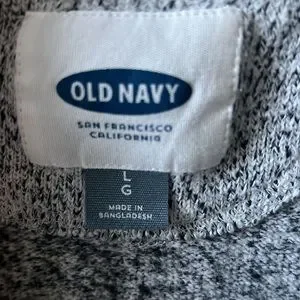 OLD NAVY
SAN FRANCISCO
CALIFORNIA
L
G
MADE IN
BANGLADESH